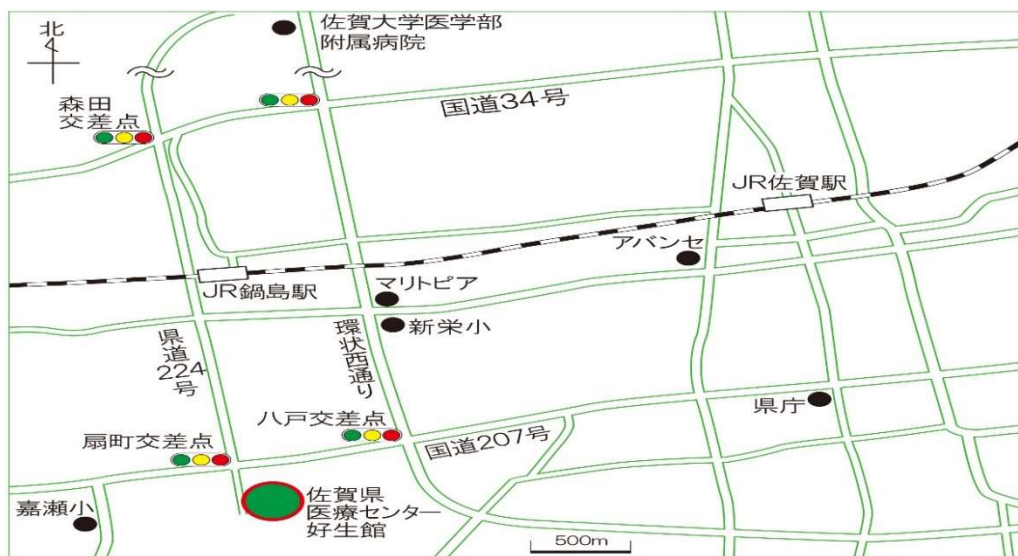 北
佐賀大学医学部
附属病院
森田
交差点
国道34号
JR佐賀駅
アバンセ
JR鍋島駅
マリトピア
新栄小
県道224号
環状西通り
県庁
八戸交差点
国道207号
扇町交差点
嘉瀬小
佐賀県
医療センター
好生館
500m